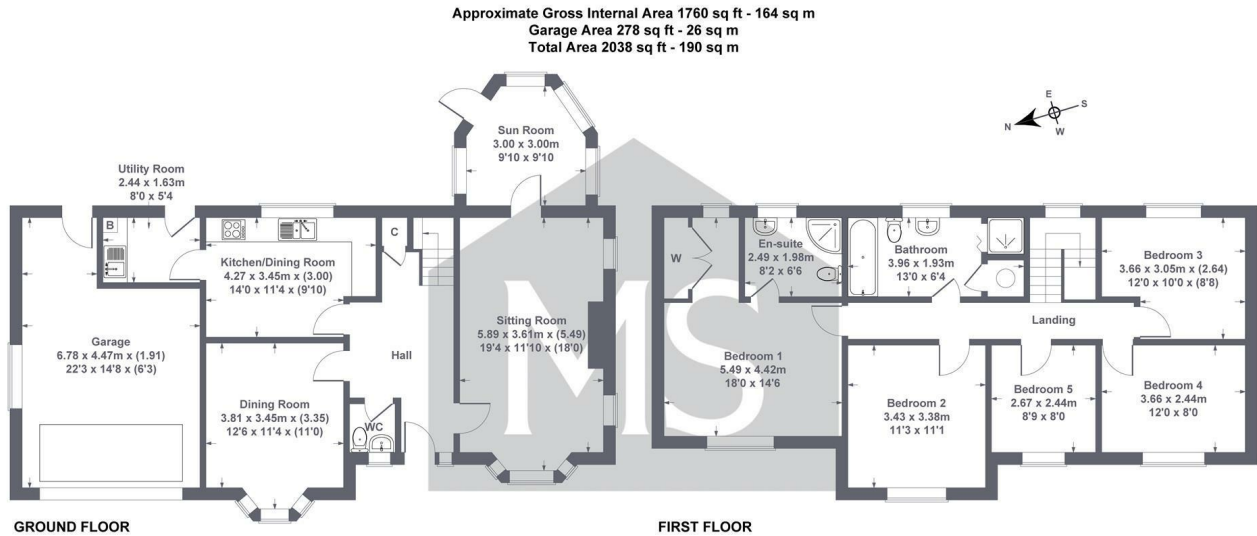 Approximate Gross Internal Area 1760 sq ft - 164 sq m
Garage Area 278 sq ft - 26 sq m
Total Area 2038 sq ft - 190 sq m
E
S
N
W
Sun Room
3.00 x 3.00m
9'10 x 9'10
Utility Room
2.44 x 1.63m
8'0 x 5'4
B
Kitchen/Dining Room
4.27 x 3.45m x (3.00)
14'0 x 11'4 x (9'10)
C
Garage
6.78 x 4.47m x (1.91)
22'3 x 14'8 x (6'3)
Dining Room
3.81 x 3.45m x (3.35)
12'6 x 11'4 x (11'0)
Hall
WC
Sitting Room
5.89 x 3.61m x (5.49)
19'4 x 11'10 x (18'0)
MS
GROUND FLOOR
W
En-suite
2.49 x 1.98m
8'2 x 6'6
Bathroom
3.96 x 1.93m
13'0 x 6'4
Bedroom 3
3.66 x 3.05m x (2.64)
12'0 x 10'0 x (8'8)
Landing
Bedroom 1
5.49 x 4.42m
18'0 x 14'6
Bedroom 2
3.43 x 3.38m
11'3 x 11'1
Bedroom 5
2.67 x 2.44m
8'9 x 8'0
Bedroom 4
3.66 x 2.44m
12'0 x 8'0
FIRST FLOOR